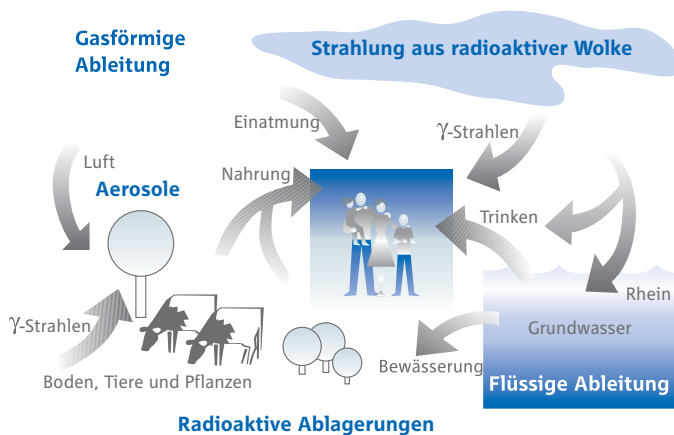 Gasförmige
Ableitung
Strahlung aus radioaktiver Wolke
Einatmung
γ-Strahlen
Luft
Nahrung
Aerosole
Trinken
Rhein
γ-Strahlen
Grundwasser
Bewässerung
Boden, Tiere und Pflanzen
Flüssige Ableitung
Radioaktive Ablagerungen